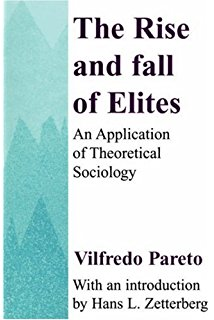 The Rise
and fall
of Elites
An Application
of Theoretical
Sociology
Vilfredo Pareto
With an introduction
by Hans L. Zetterberg